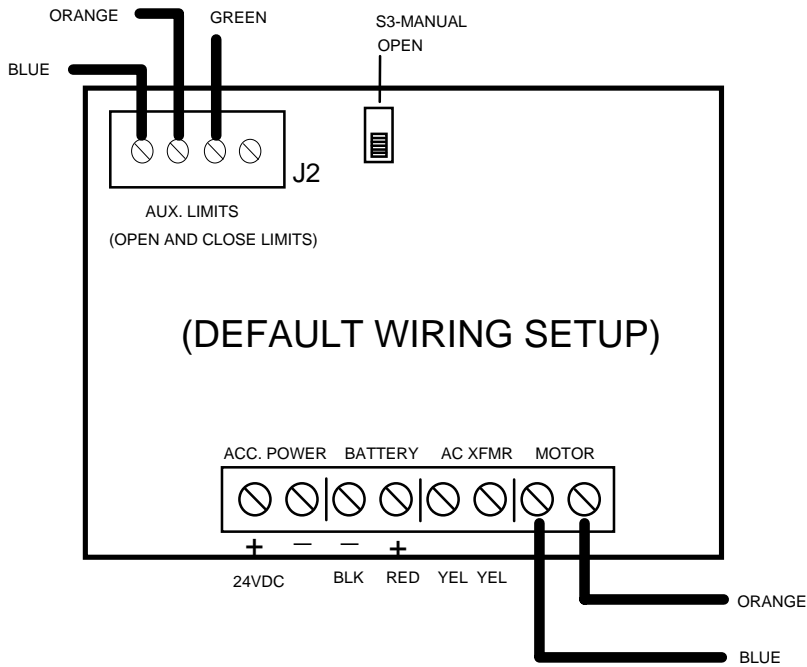 ORANGE
GREEN
S3-MANUAL
OPEN
BLUE
J2
AUX. LIMITS
(OPEN AND CLOSE LIMITS)
(DEFAULT WIRING SETUP)
ACC. POWER BATTERY AC XFMR MOTOR
+ — — +
24VDC BLK RED YEL YEL
ORANGE
BLUE